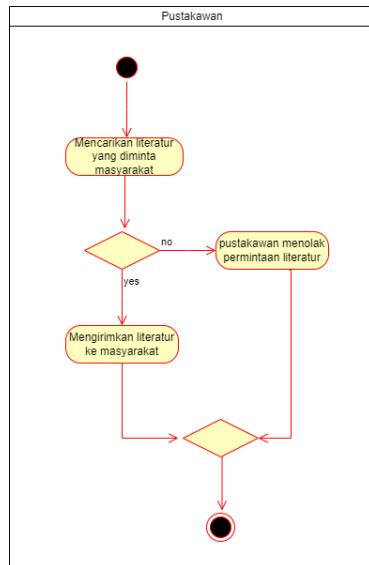 Pustakawan
Mencarikan literatur
yang diminta
masyarakat
no
pustakawan menolak
permintaan literatur
yes
Mengirimkan literatur
ke masyarakat